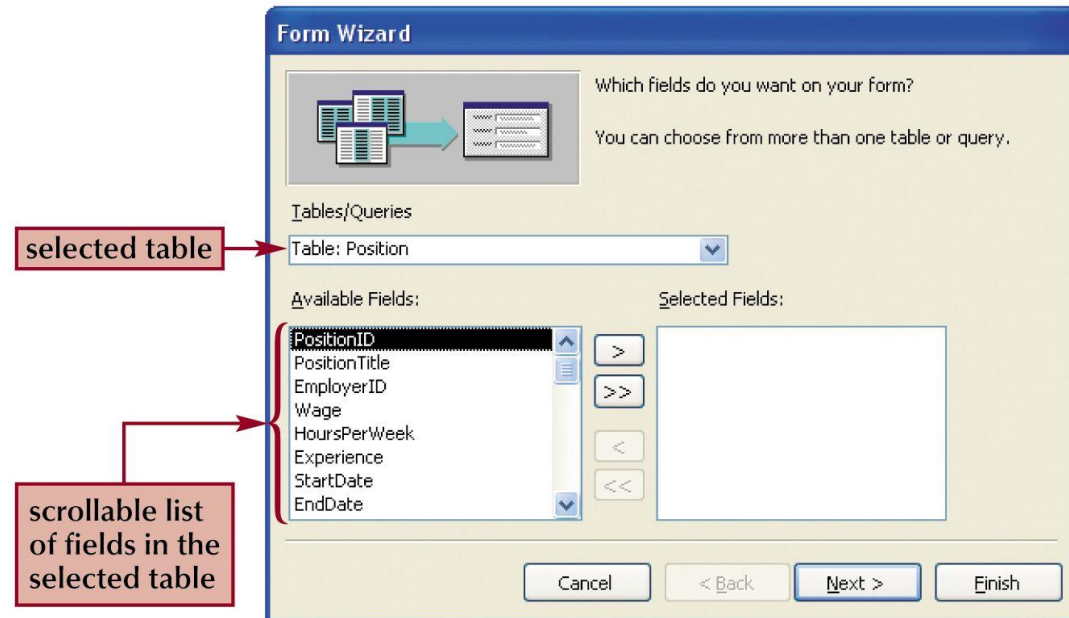 Form Wizard
Which fields do you want on your form?
You can choose from more than one table or query.
Tables/Queries
selected table
Table: Position
Available Fields:
Selected Fields:
PositionID
PositionTitle
EmployerID
Wage
HoursPerWeek
Experience
StartDate
EndDate
>
>>
<
<<
scrollable list
of fields in the
selected table
Cancel
< Back
Next >
Finish